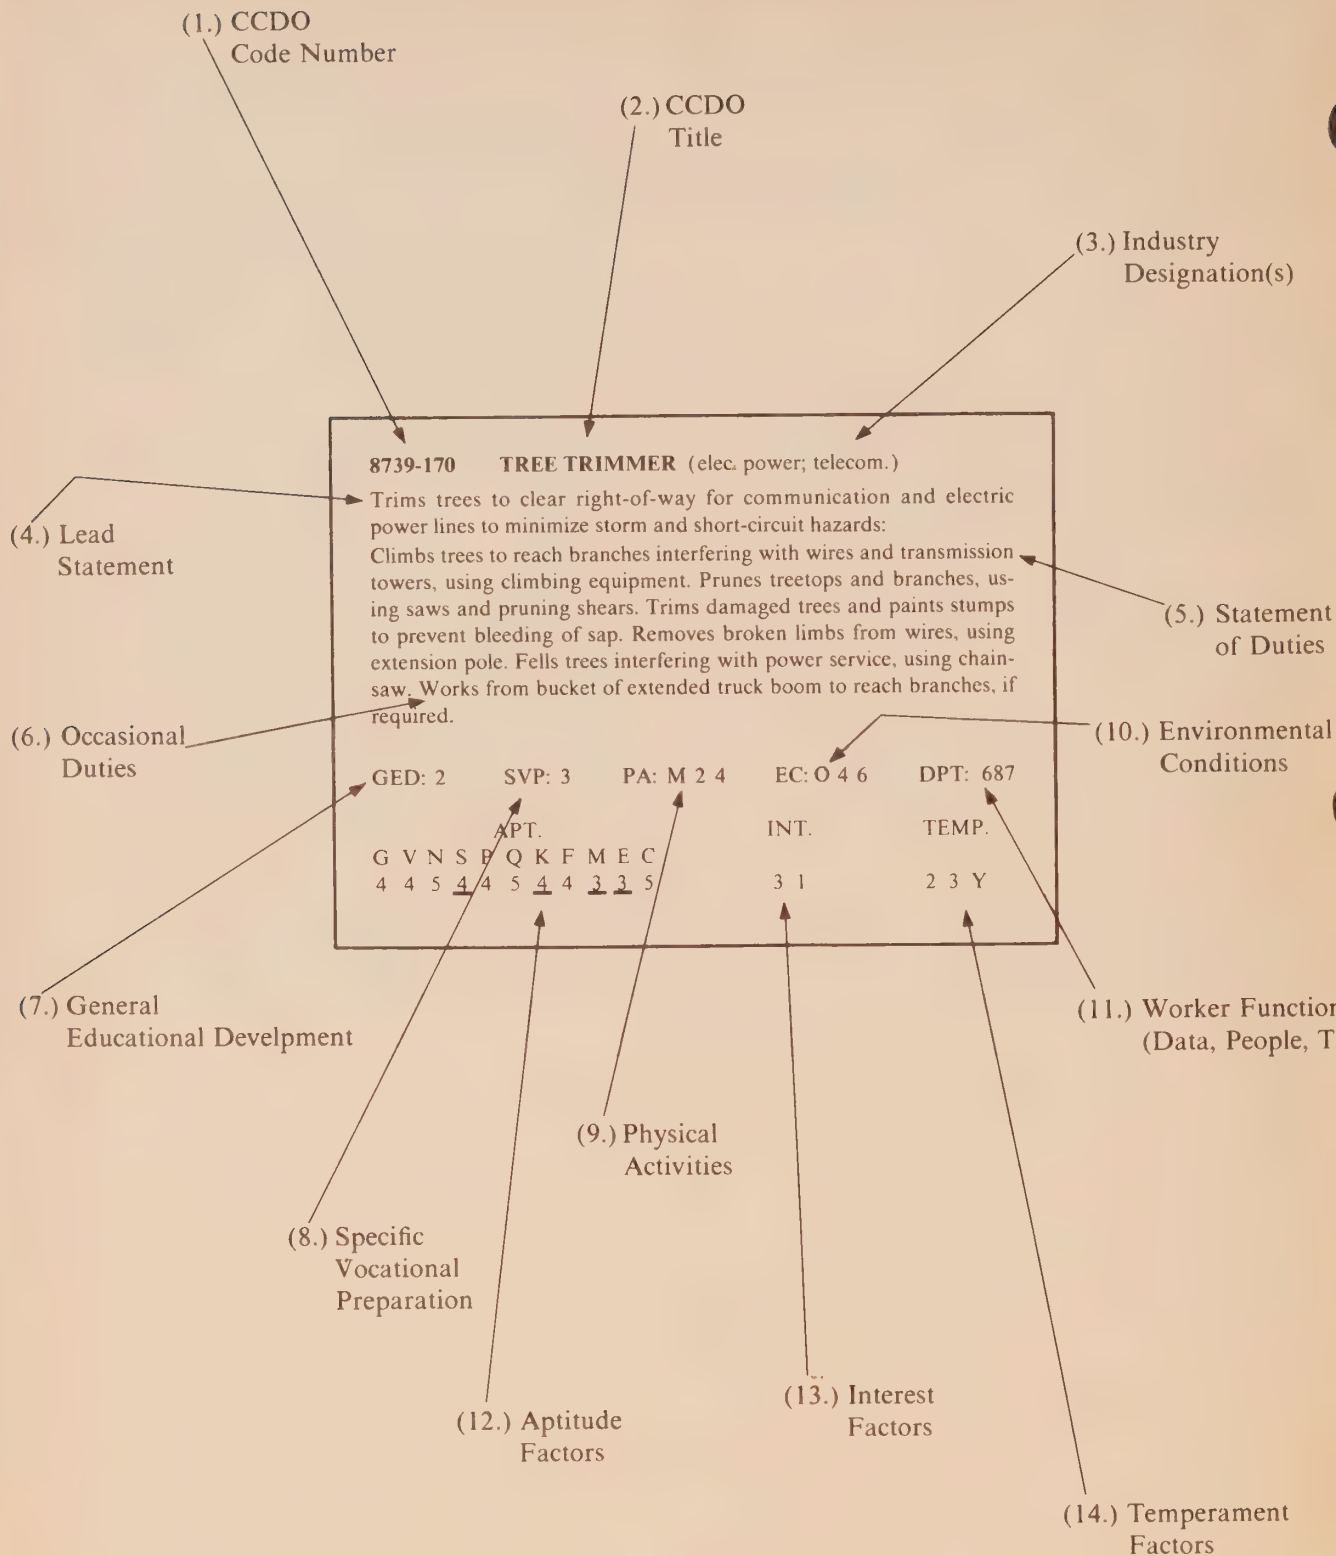 (1.) CCDO
Code Number
(2.) CCDO
Title
(3.) Industry
Designation(s)
8739-170 TREE TRIMMER (elec. power; telecom.)
Trims trees to clear right-of-way for communication and electric
power lines to minimize storm and short-circuit hazards:
Climbs trees to reach branches interfering with wires and transmission
towers, using climbing equipment. Prunes treetops and branches, us-
ing saws and pruning shears. Trims damaged trees and paints stumps
to prevent bleeding of sap. Removes broken limbs from wires, using
extension pole. Fells trees interfering with power service, using chain-
saw. Works from bucket of extended truck boom to reach branches, if
required.
(4.) Lead
Statement
(5.) Statement
of Duties
(6.) Occasional
Duties
(10.) Environmental
Conditions
GED: 2 SVP: 3 PA: M 2 4 EC: O 4 6 DPT: 687
APT. INT. TEMP.
G V N S P Q K F M E C
4 4 5 4 4 5 4 4 3 3 5 3 1 2 3 Y
(7.) General
Educational Develpment
(11.) Worker Function
(Data, People, T
(9.) Physical
Activities
(8.) Specific
Vocational
Preparation
(12.) Aptitude
Factors
(13.) Interest
Factors
(14.) Temperament
Factors